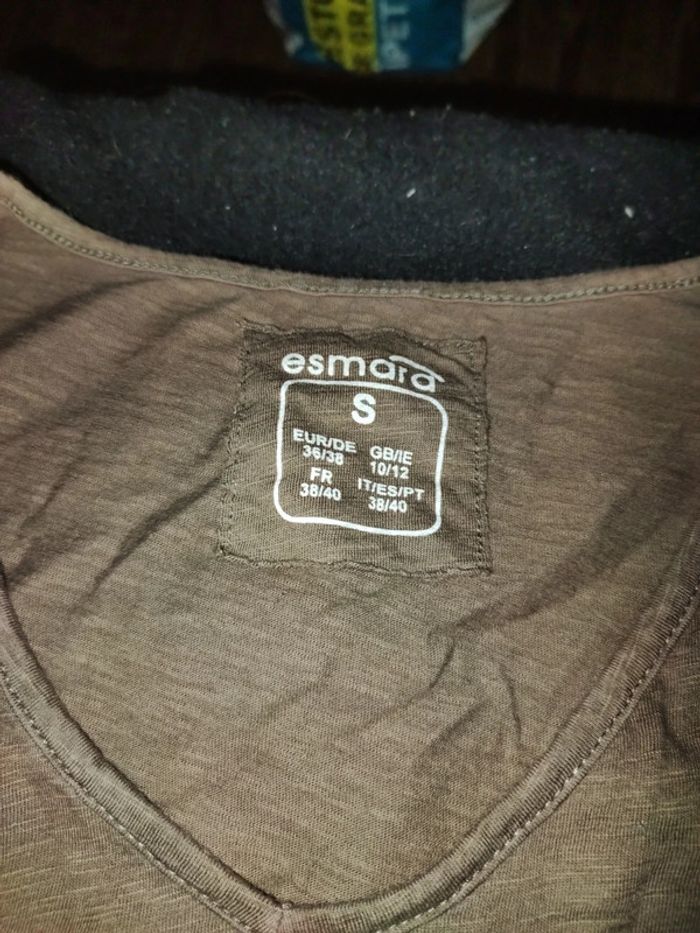 esmara
S
EUR/DE GB/IE
36/38 10/12
FR IT/ES/PT
38/40 38/40